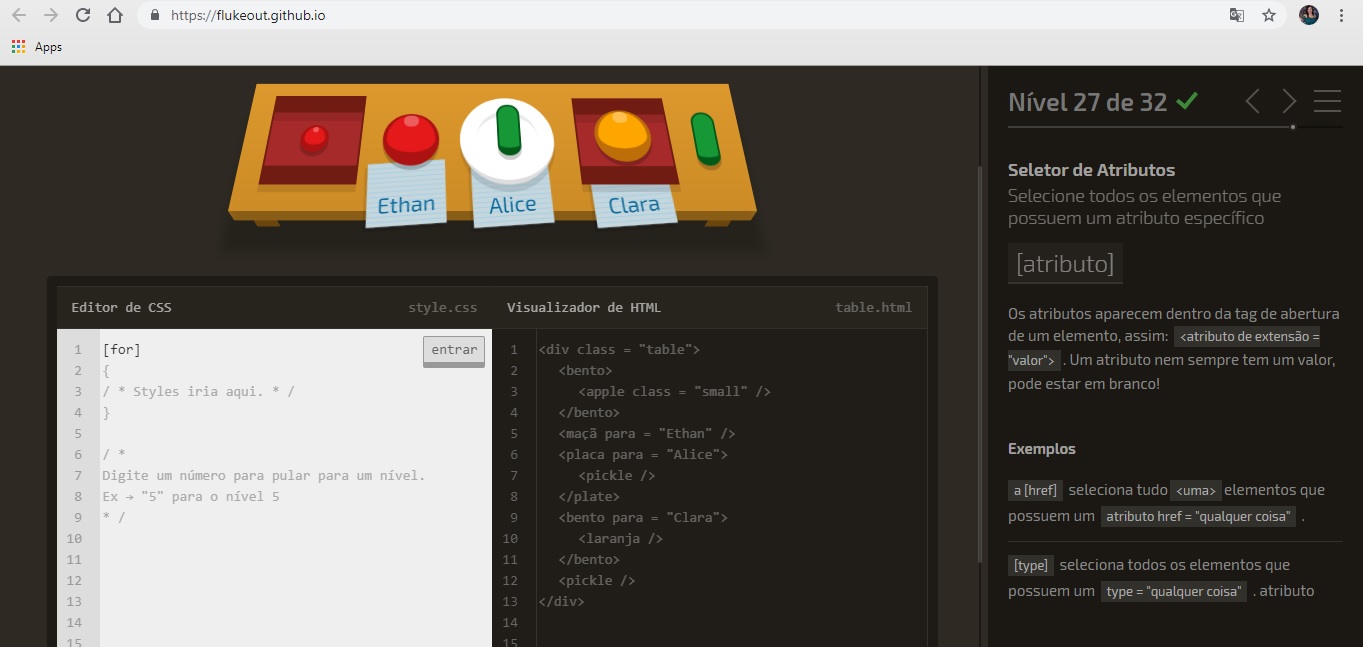 https://flukeout.github.io
Apps
Ethan
Alice
Clara
Editor de CSS
style.css
Visualizador de HTML
table.html
1 [for]
entrar
2 {
3 / * Styles iria aqui. * /
4 }
5
6 / *
7 Digite um número para pular para um nível.
8 Ex → "5" para o nível 5
9 * /
10
11
12
13
14
15
1 <div class = "table">
2 <bento>
3 <apple class = "small" />
4 </bento>
5 <maçã para = "Ethan" />
6 <placa para = "Alice">
7 <pickle />
8 </plate>
9 <bento para = "Clara">
10 <laranja />
11 </bento>
12 <pickle />
13 </div>
14
15
Nível 27 de 32
Seletor de Atributos
Selecione todos os elementos que
possuem um atributo específico
[atributo]
Os atributos aparecem dentro da tag de abertura
de um elemento, assim: <atributo de extensão =
"valor"> . Um atributo nem sempre tem um valor,
pode estar em branco!
Exemplos
a [href] seleciona tudo <uma> elementos que
possuem um atributo href = "qualquer coisa" .
[type] seleciona todos os elementos que
possuem um type = "qualquer coisa" . atributo